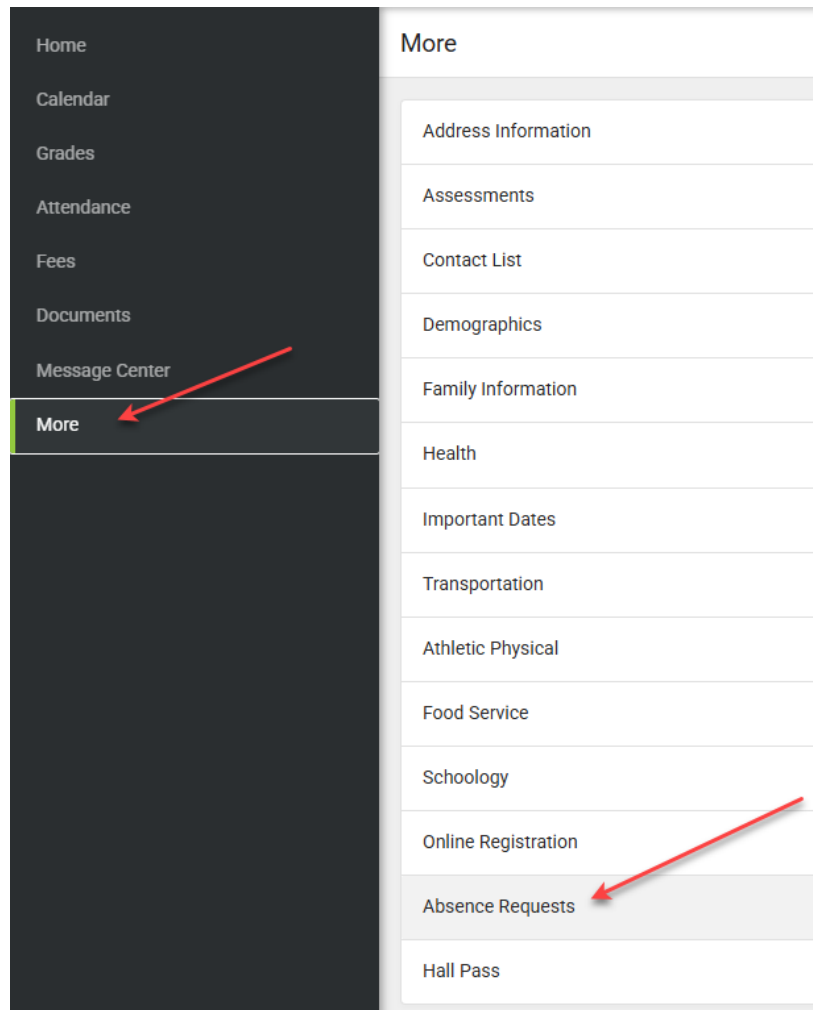 Home
Calendar
Grades
Attendance
Fees
Documents
Message Center
More
More
Address Information
Assessments
Contact List
Demographics
Family Information
Health
Important Dates
Transportation
Athletic Physical
Food Service
Schoology
Online Registration
Absence Requests
Hall Pass